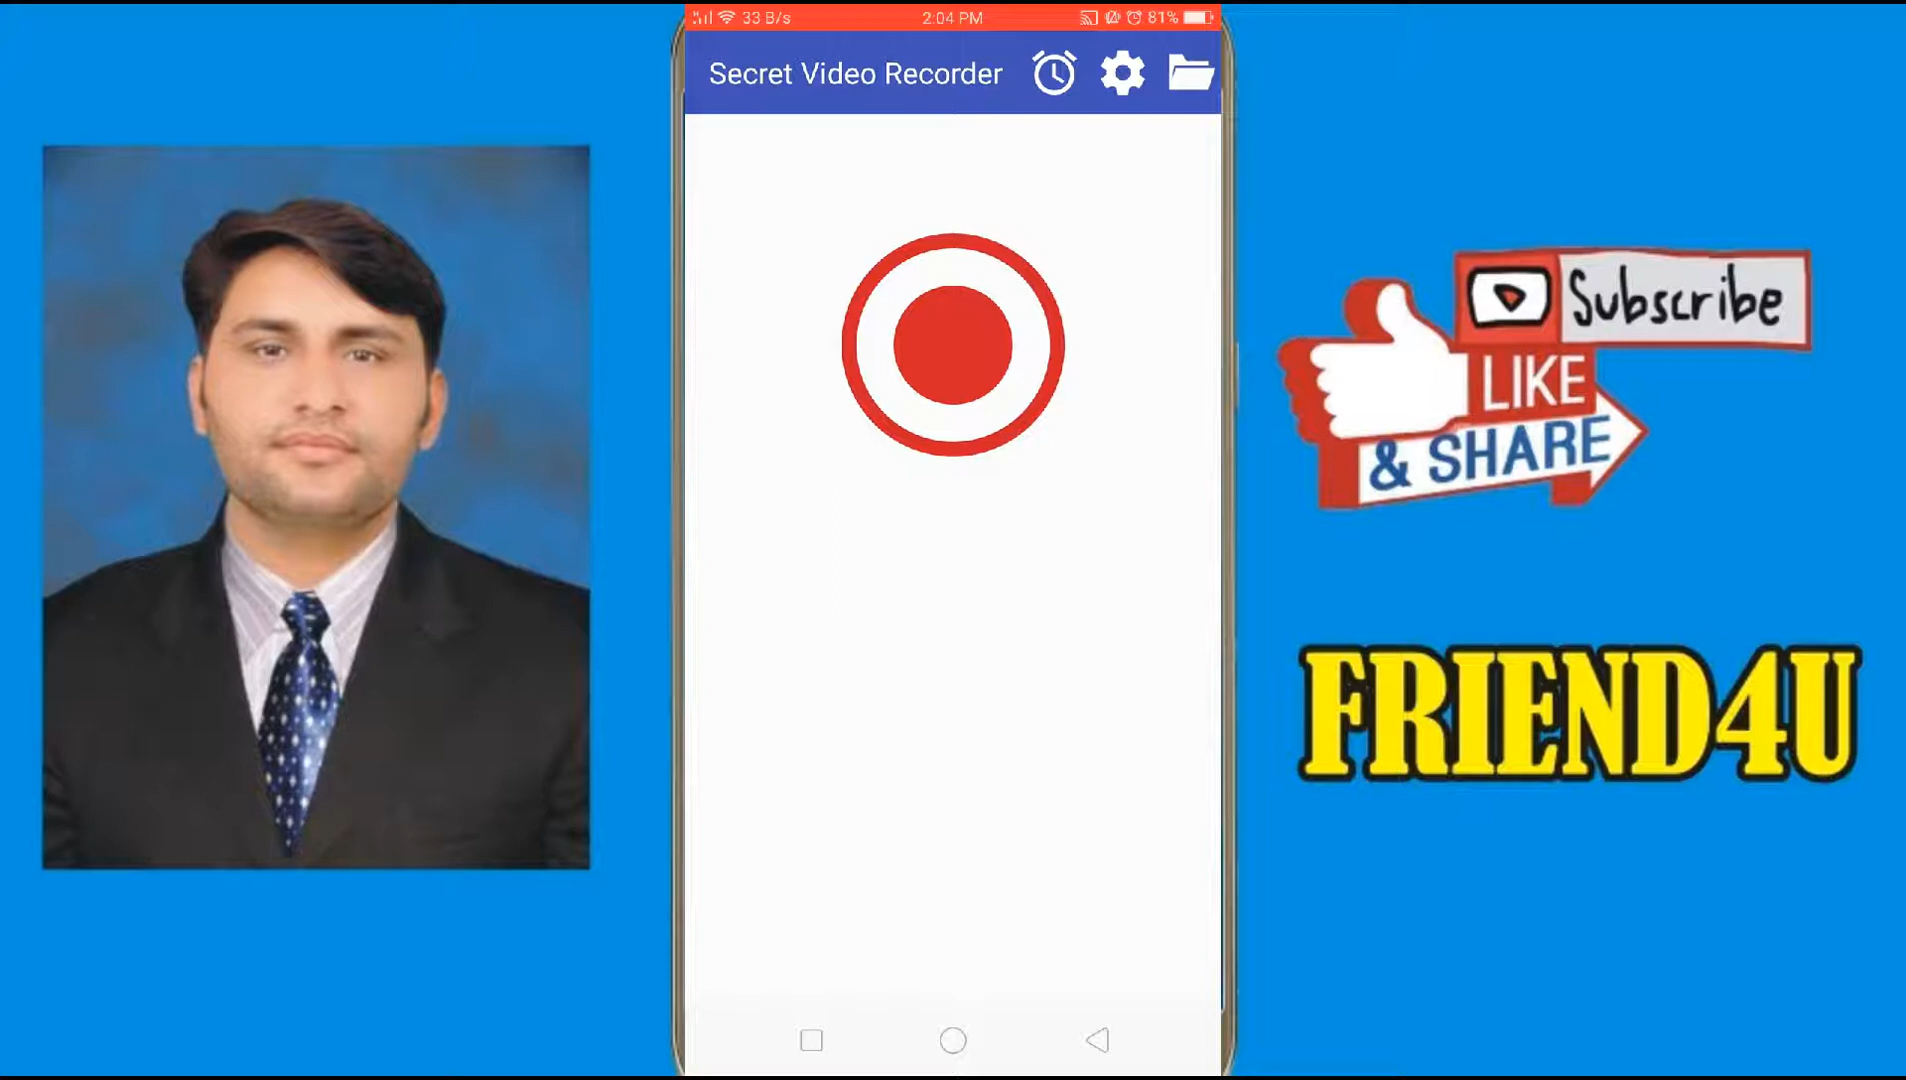 33 B/s 2:04 PM 81%
Secret Video Recorder
Subscribe
LIKE
& SHARE
FRIEND4U